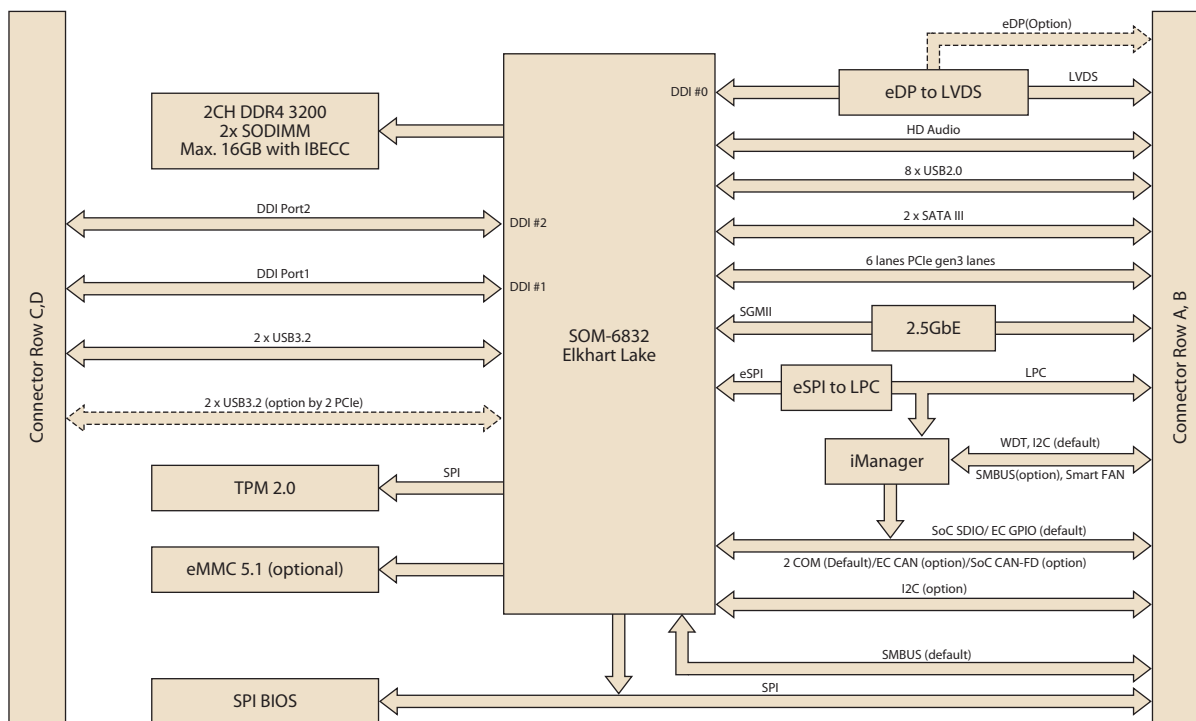 eDP(Option)
DDI #0
eDP to LVDS
LVDS
2CH DDR4 3200
2x SODIMM
Max. 16GB with IBECC
HD Audio
8 x USB2.0
DDI Port2
DDI #2
2 x SATA III
DDI Port1
DDI #1
6 lanes PCIe gen3 lanes
Connector Row C,D
SOM-6832
Elkhart Lake
SGMII
2.5GbE
Connector Row A, B
2 x USB3.2
eSPI
eSPI to LPC
LPC
2 x USB3.2 (option by 2 PCIe)
iManager
WDT, I2C (default)
SMBUS(option), Smart FAN
TPM 2.0
SPI
SoC SDIO/ EC GPIO (default)
2 COM (Default)/EC CAN (option)/SoC CAN-FD (option)
eMMC 5.1 (optional)
I2C (option)
SMBUS (default)
SPI BIOS
SPI